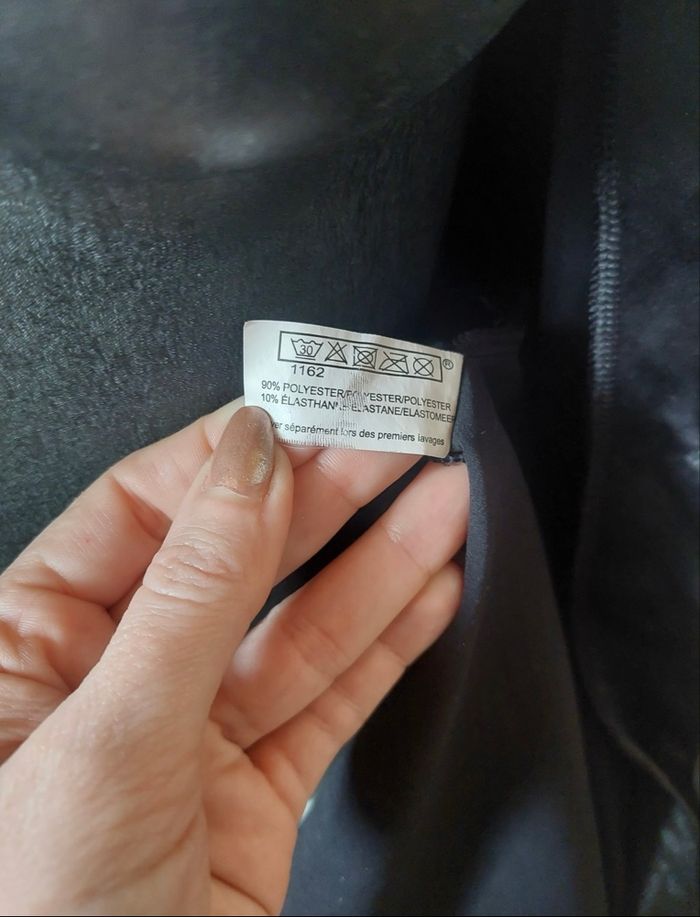 30 ®
1162
90% POLYESTER/POLYESTER/POLYESTER
10% ÉLASTHANNE/ELASTANE/ELASTOMEER
séparément lors des premiers lavages